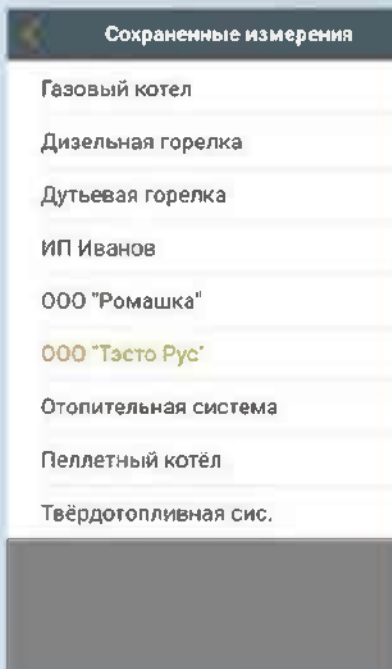 Сохраненные измерения
Газовый котел
Дизельная горелка
Дутьевая горелка
ИП Иванов
ООО "Ромашка"
ООО "Тэсто Рус"
Отопительная система
Пеллетный котёл
Твёрдотопливная сис.